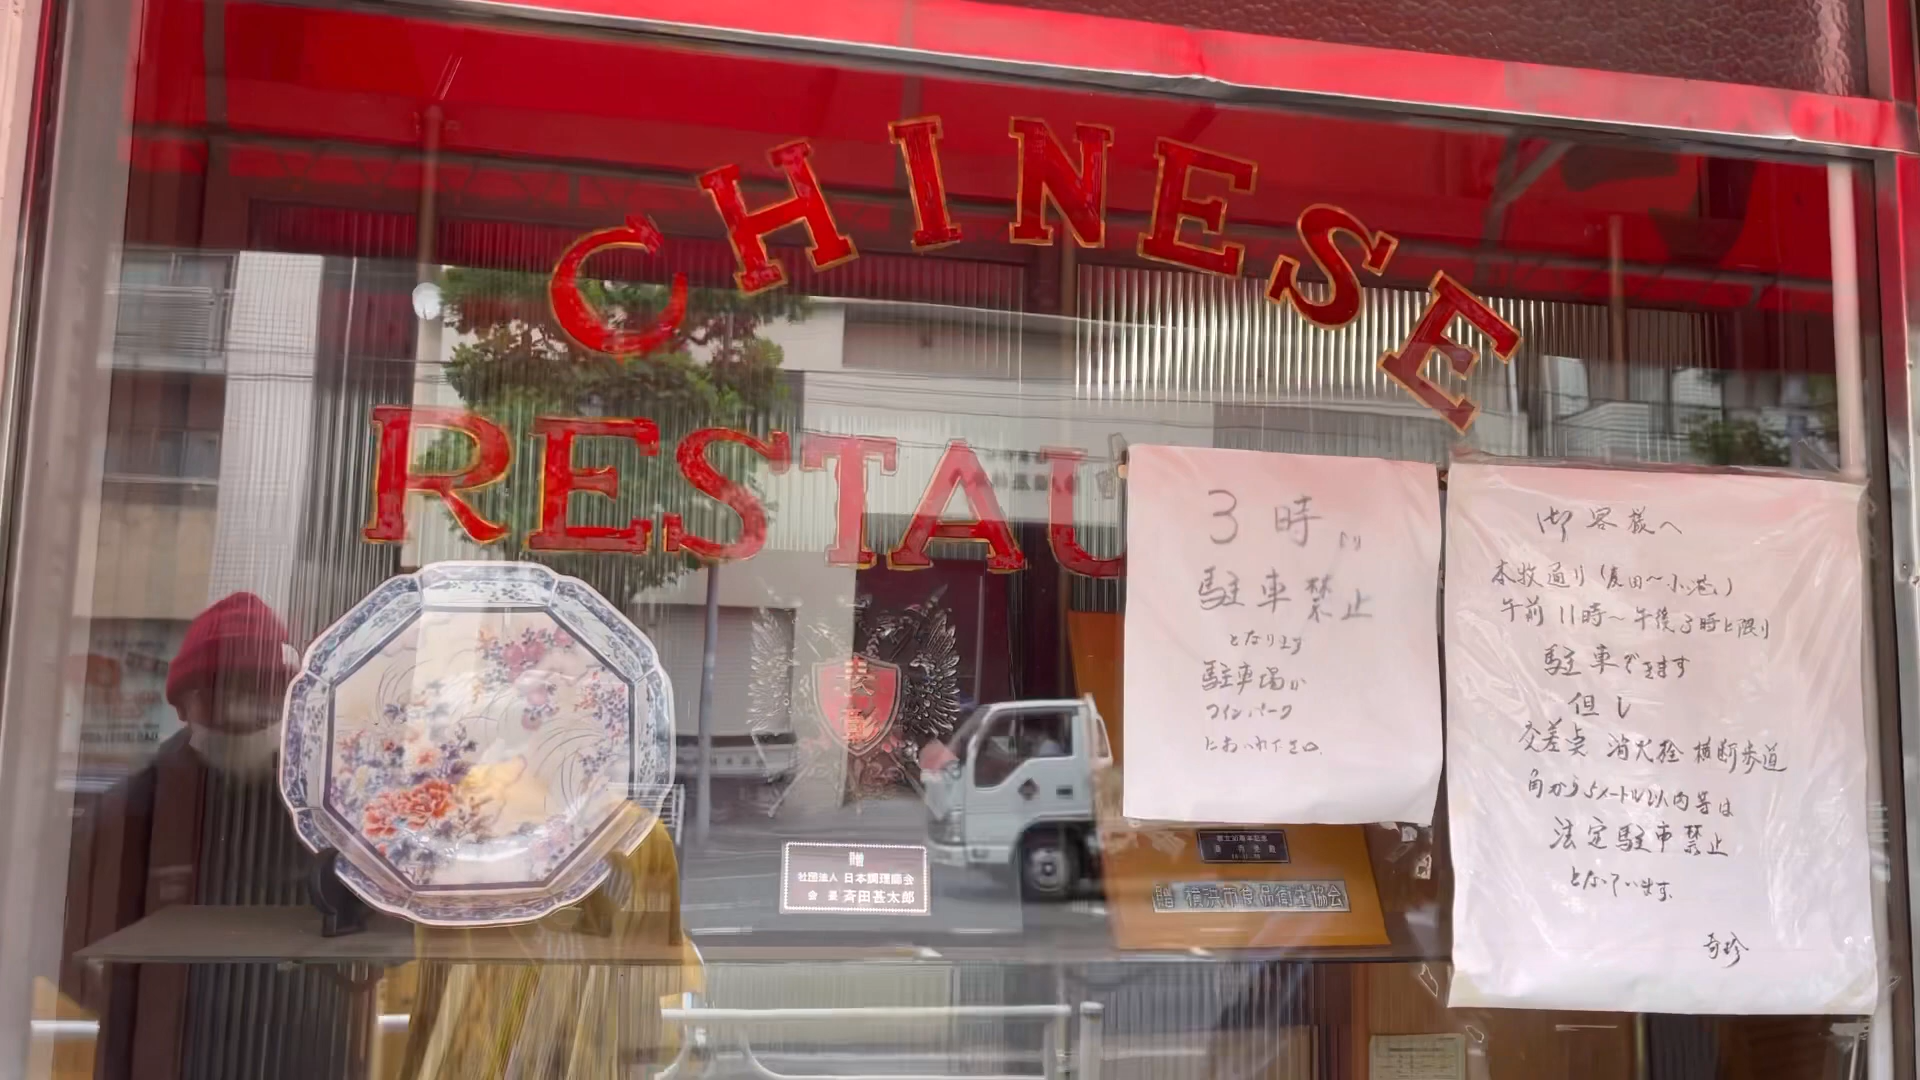 CHINESE
RESTAU
3時より
駐車禁止
となります
駐車場が
コインパーク
にお
御客様へ
本牧通り(麦田〜小港)
午前11時〜午後3時に限り
駐車できます
但し
交差点 消火栓 横断歩道
角から5メートル以内等は
法定駐車禁止
となっています
奇珍
表
彰
贈
社団法人 日本調理師会
会長 斉田甚太郎
贈 横浜市食品衛生協会